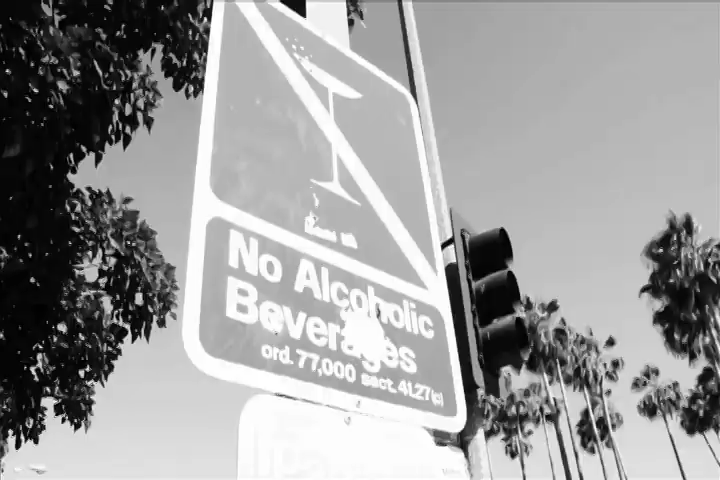 No Alcoholic
Beverages
ord. 77,000 sect. 41.27(c)